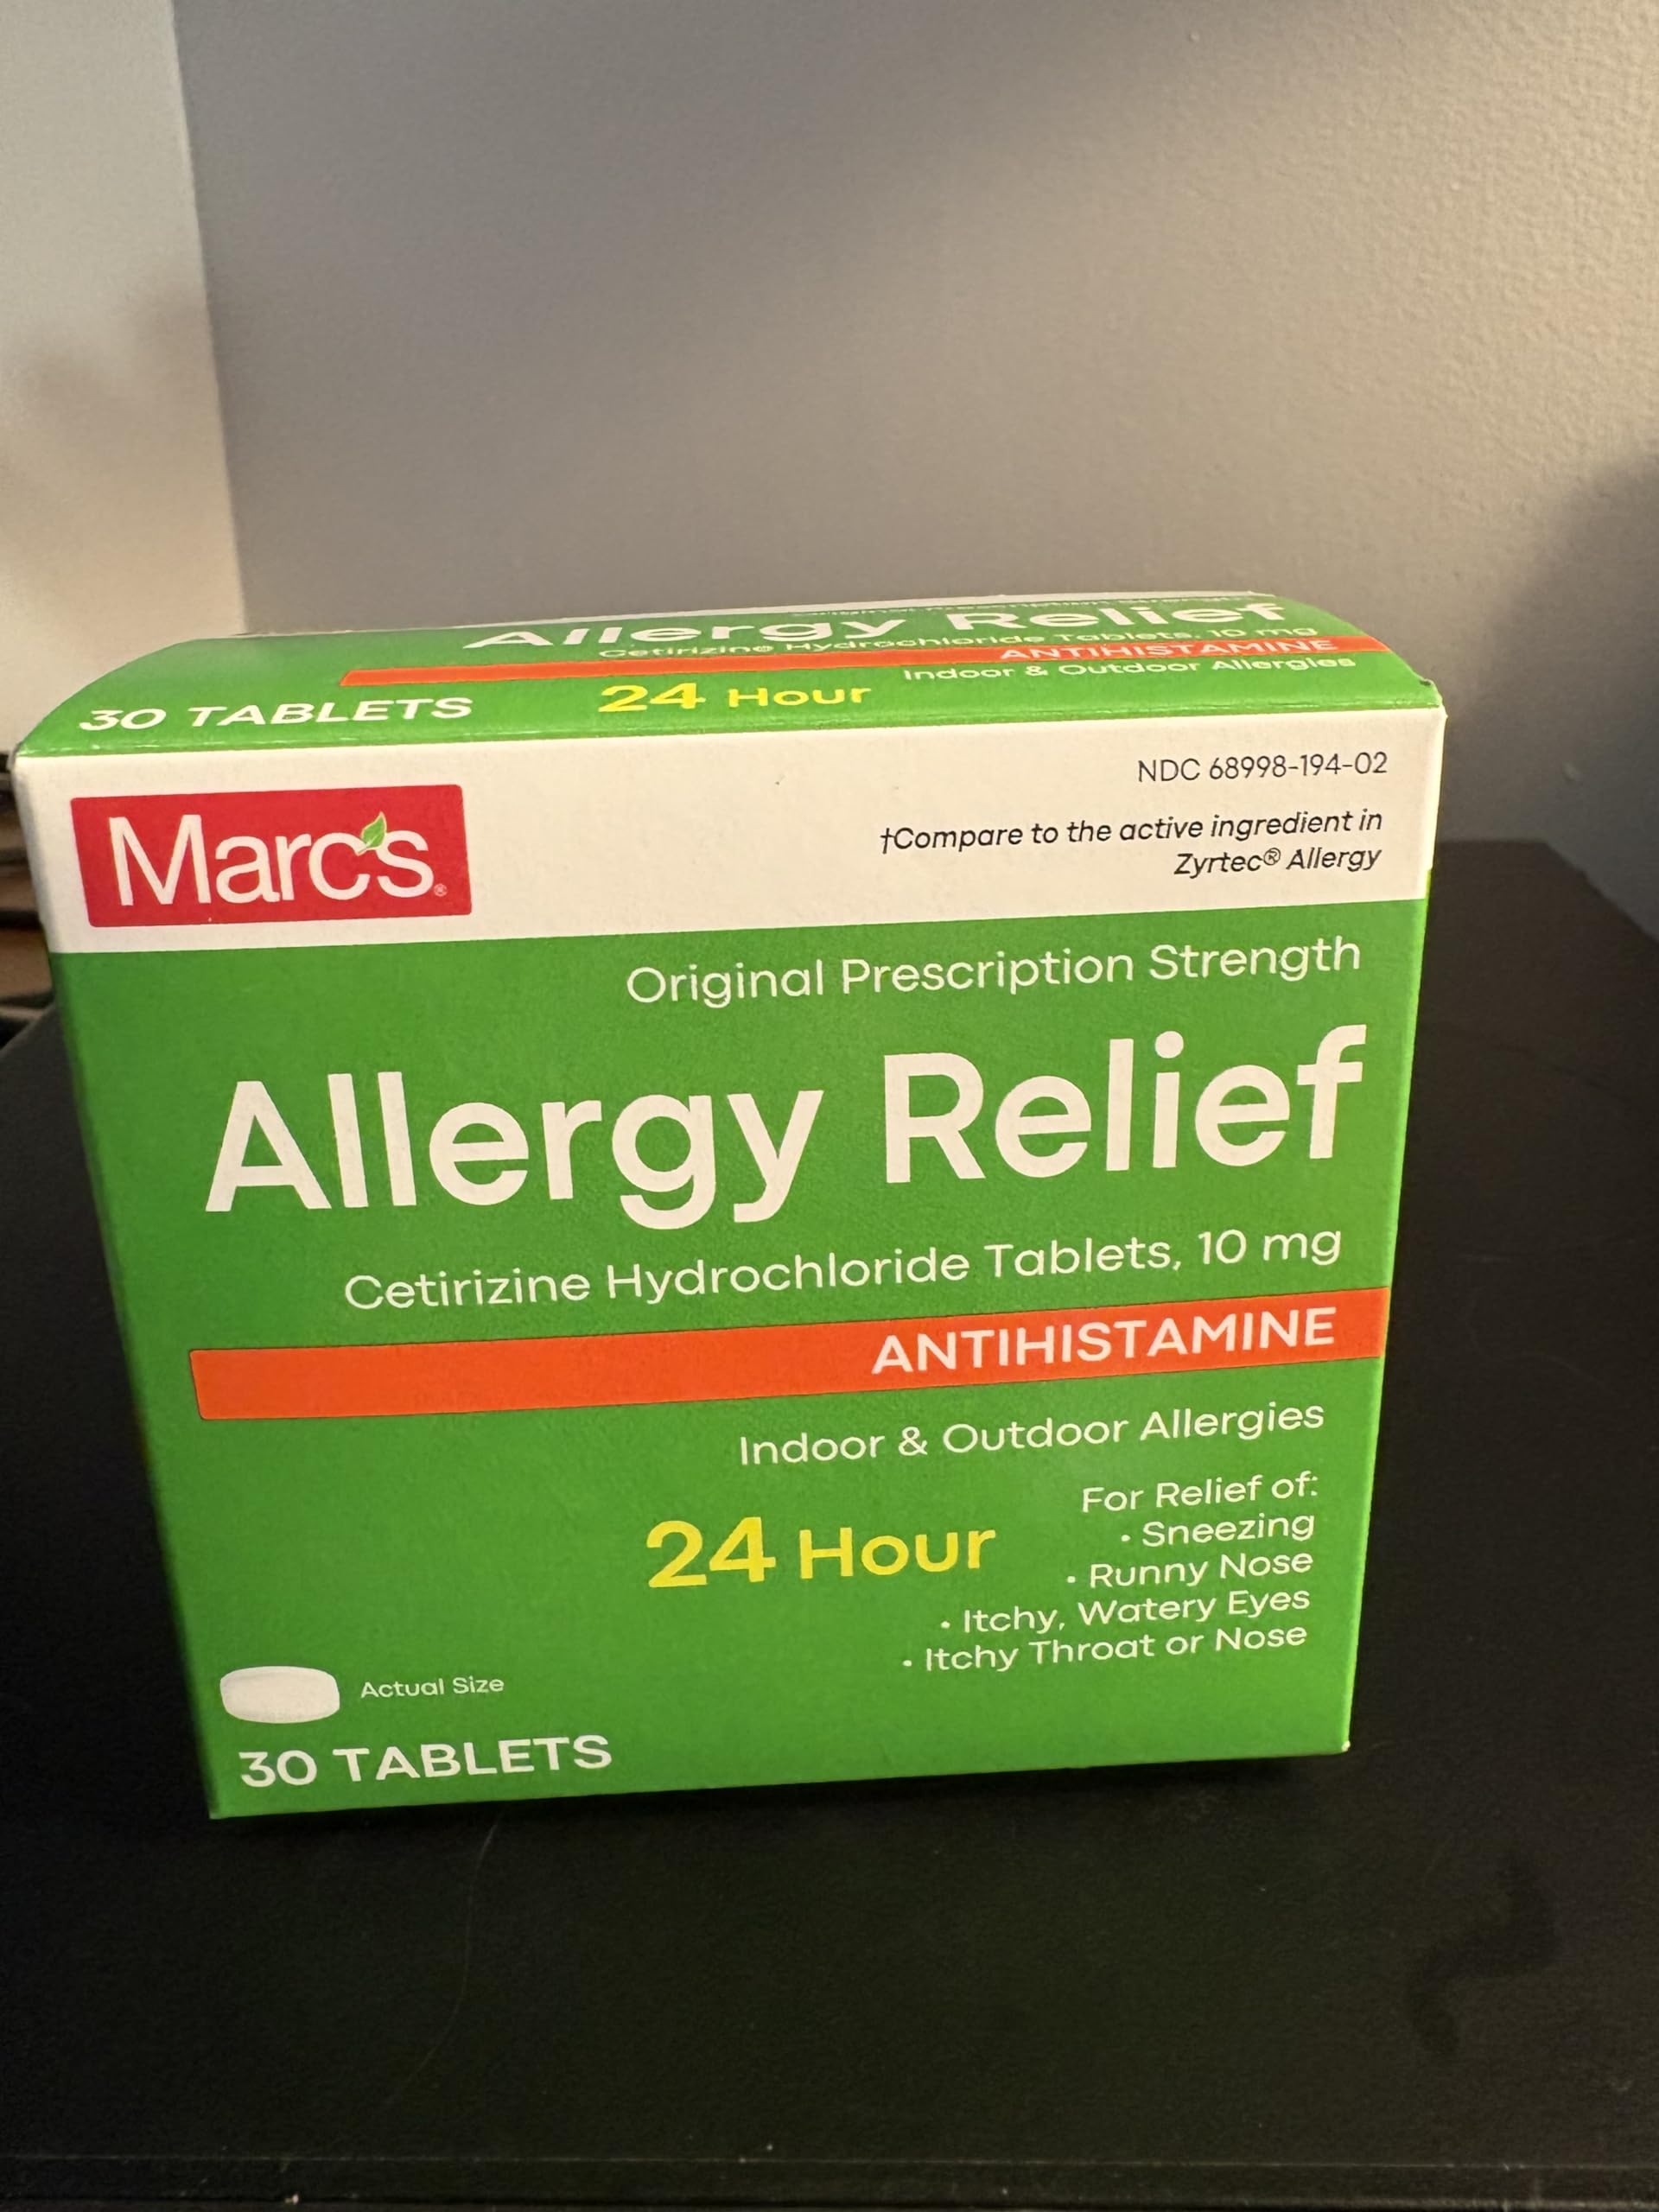 Original Prescription Strength
Allergy Relief
Cetirizine Hydrochloride Tablets, 10 mg
ANTIHISTAMINE
Indoor & Outdoor Allergies
30 TABLETS
24 Hour
Marc's®
NDC 68998-194-02
†Compare to the active ingredient in
Zyrtec® Allergy
Original Prescription Strength
Allergy Relief
Cetirizine Hydrochloride Tablets, 10 mg
ANTIHISTAMINE
Indoor & Outdoor Allergies
24 Hour
For Relief of:
• Sneezing
• Runny Nose
• Itchy, Watery Eyes
• Itchy Throat or Nose
Actual Size
30 TABLETS